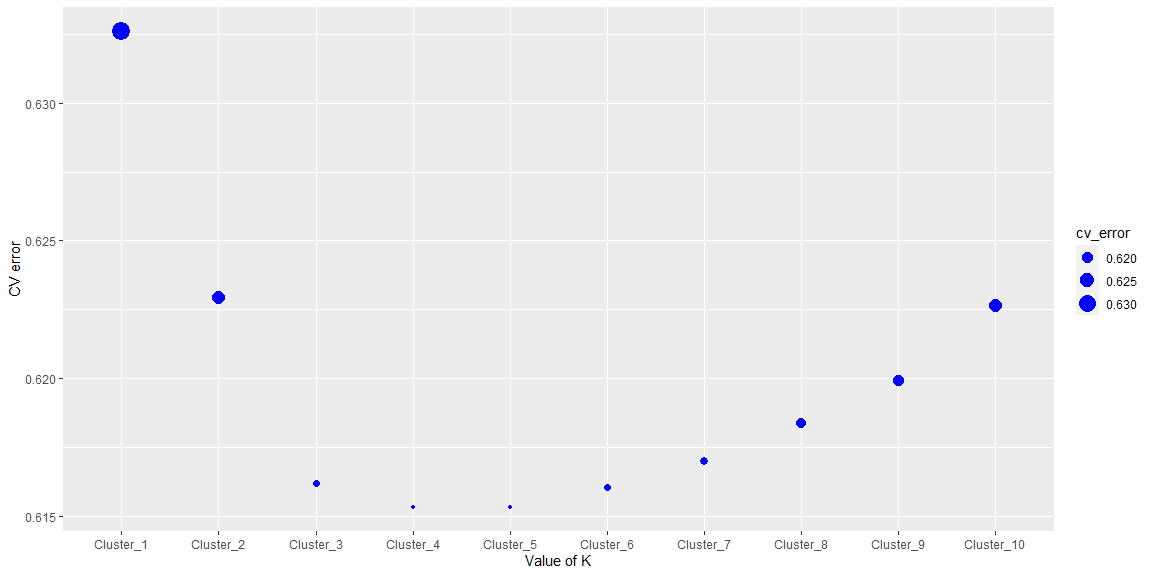 CV error
0.630
0.625
0.620
0.615
Cluster_1 Cluster_2 Cluster_3 Cluster_4 Cluster_5 Cluster_6 Cluster_7 Cluster_8 Cluster_9 Cluster_10
Value of K
cv_error
0.620
0.625
0.630